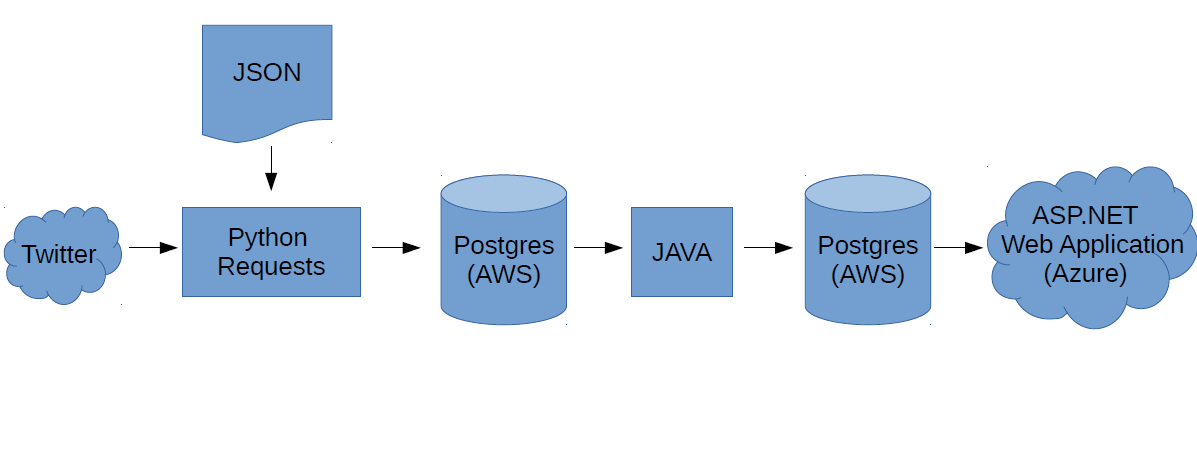 JSON
Twitter
Python
Requests
Postgres
(AWS)
JAVA
Postgres
(AWS)
ASP.NET
Web Application
(Azure)